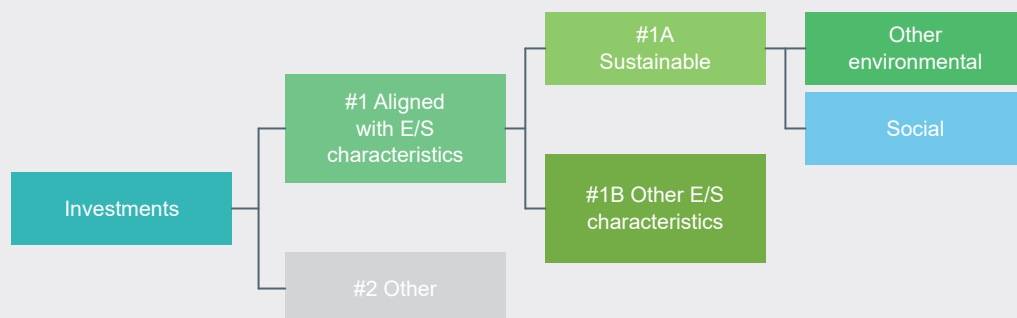 #1A
Sustainable
Other
environmental
#1 Aligned
with E/S
characteristics
Social
Investments
#1B Other E/S
characteristics
#2 Other